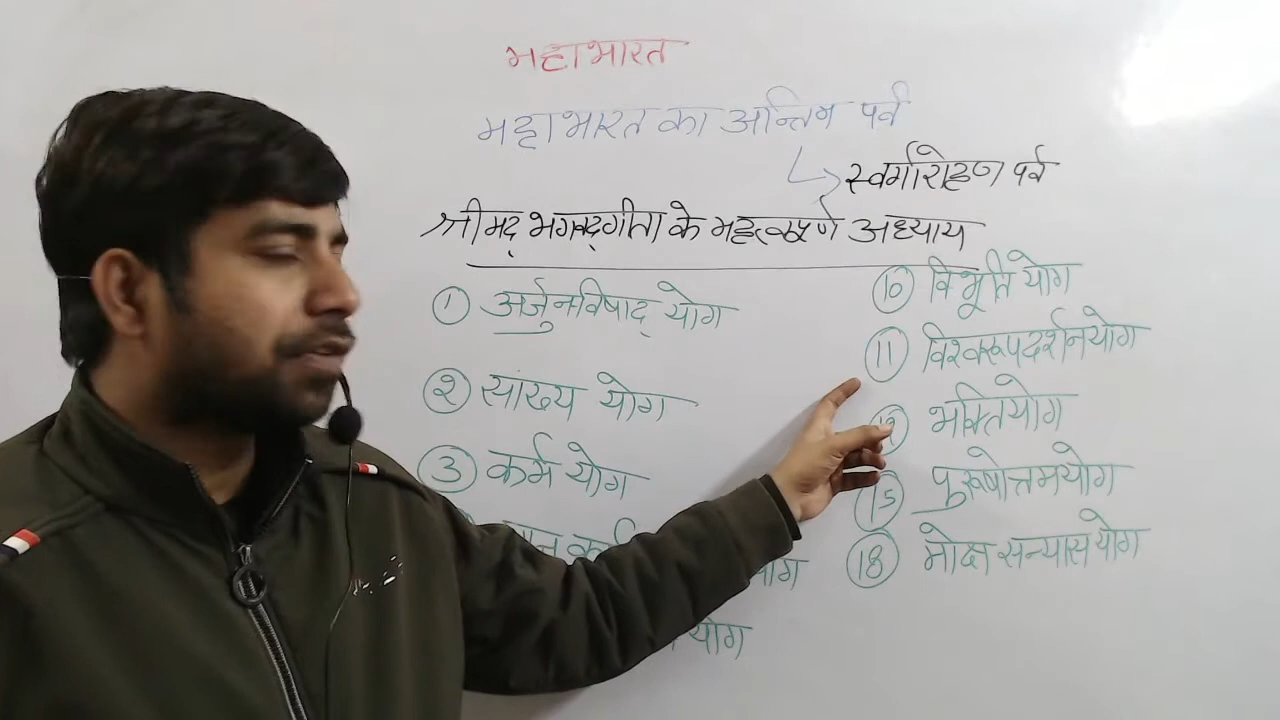 महाभारत
महाभारत का अन्तिम पर्व
स्वर्गारोहण पर्व
श्रीमद् भगवद्गीता के महत्वपूर्ण अध्याय
① अर्जुनविषाद् योग
② सांख्य योग
③ कर्म योग
योग
योग
⑩ विभूति योग
⑪ विश्वरूपदर्शनयोग
भक्तियोग
⑮ पुरूषोत्तमयोग
⑱ मोक्ष सन्यासयोग